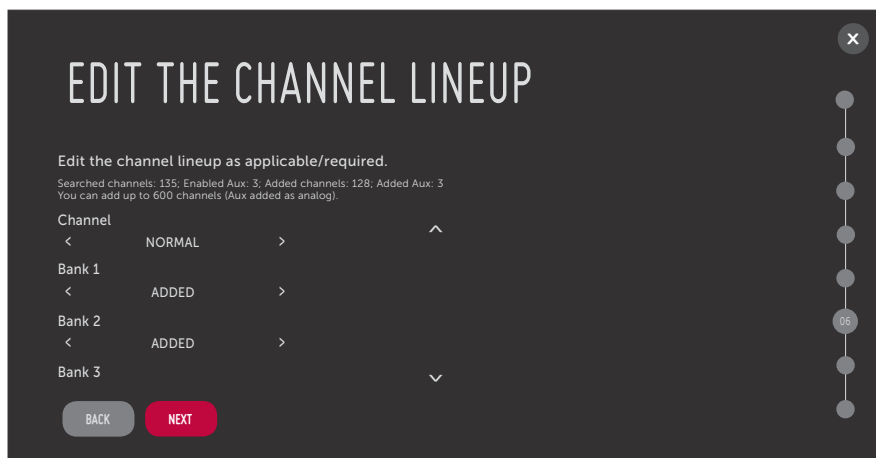 X
EDIT THE CHANNEL LINEUP
Edit the channel lineup as applicable/required.
Searched channels: 135; Enabled Aux: 3; Added channels: 128; Added Aux: 3
You can add up to 600 channels (Aux added as analog).
Channel
< NORMAL >
Bank 1
< ADDED >
Bank 2
< ADDED >
Bank 3
BACK NEXT
06